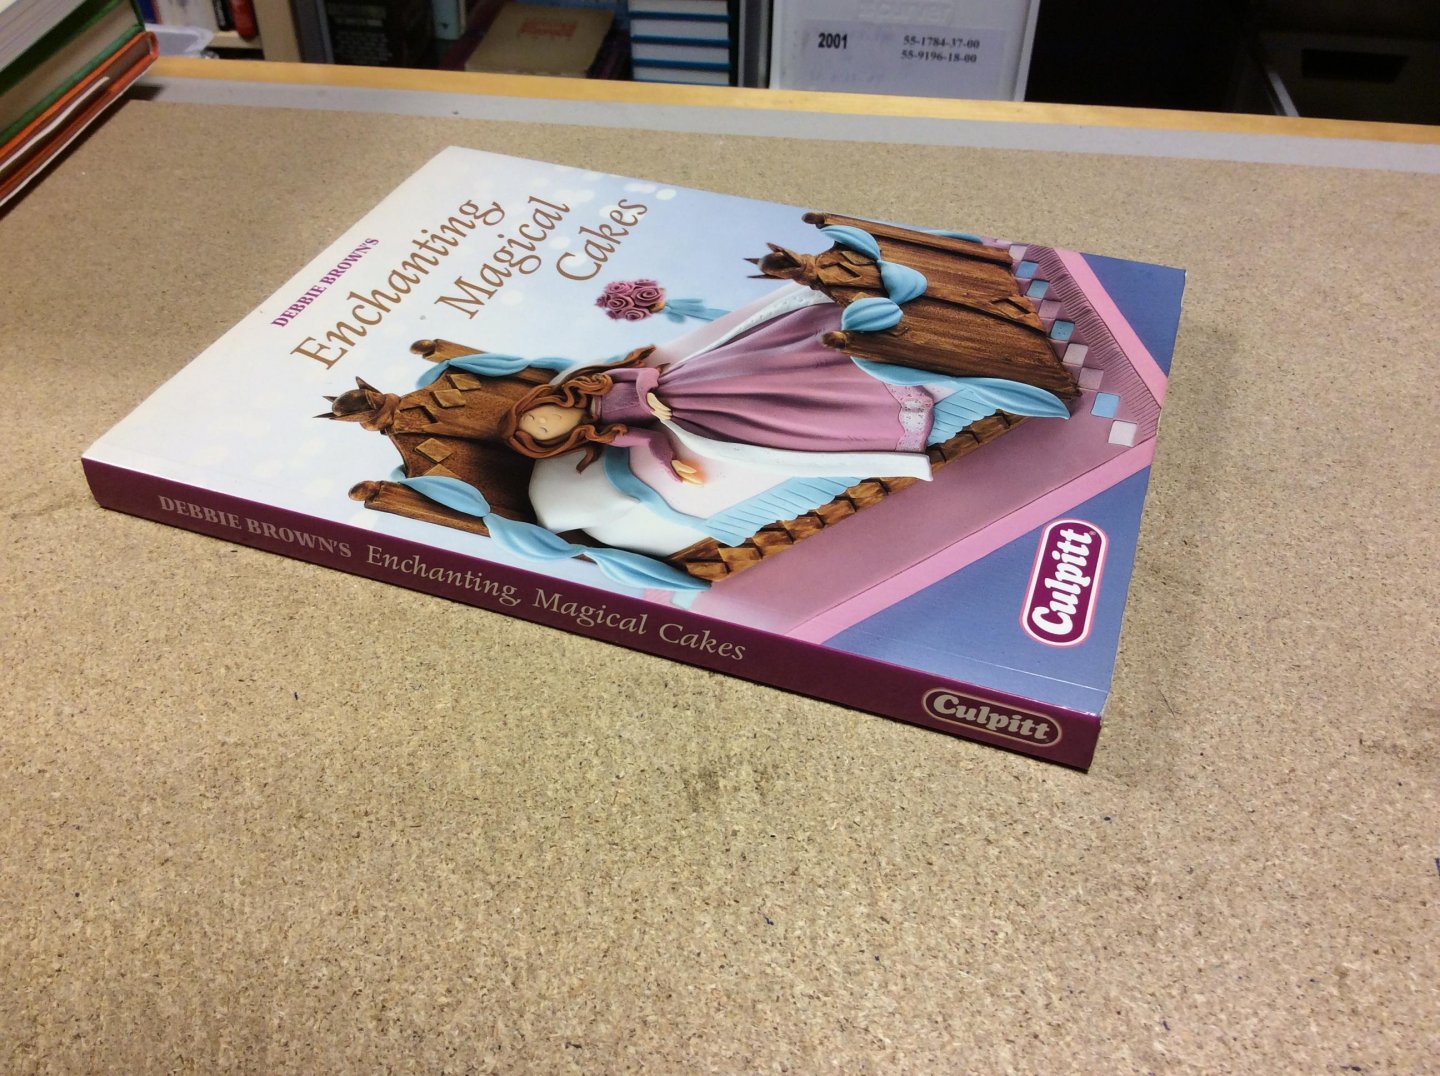 2001
55-1784-37-00
55-9196-18-00
DEBBIE BROWN'S
Enchanting
Magical
Cakes
Culpitt
DEBBIE BROWN'S Enchanting Magical Cakes Culpitt